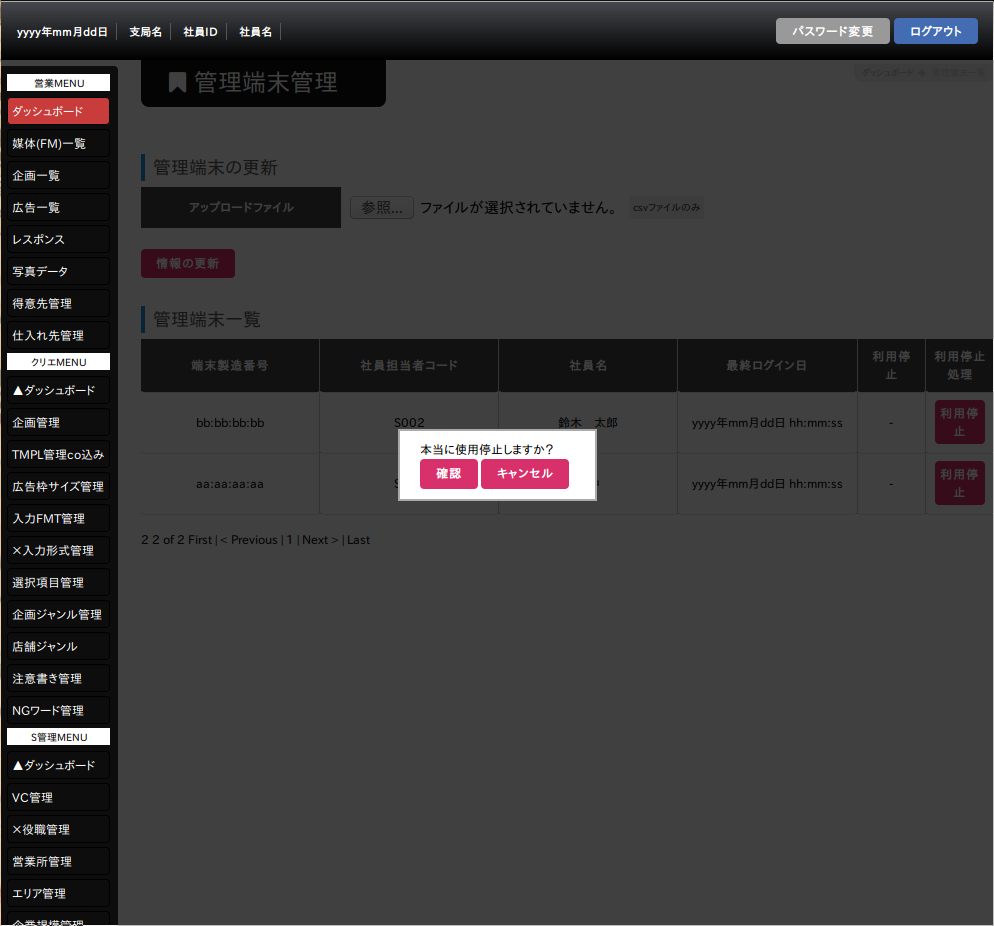 yyyy年mm月dd日 支局名 社員ID 社員名
パスワード変更 ログアウト
営業MENU
ダッシュボード
媒体(FM)一覧
企画一覧
広告一覧
レスポンス
写真データ
得意先管理
仕入れ先管理
クリエMENU
▲ダッシュボード
企画管理
TMPL管理co込み
広告枠サイズ管理
入力FMT管理
×入力形式管理
選択項目管理
企画ジャンル管理
店舗ジャンル
注意書き管理
NGワード管理
S管理MENU
▲ダッシュボード
VC管理
×役職管理
営業所管理
エリア管理
企業規模管理
管理端末管理
ダッシュボード
管理端末一覧
管理端末の更新
アップロードファイル 参照... ファイルが選択されていません。 csvファイルのみ
情報の更新
管理端末一覧
端末製造番号 社員担当者コード 社員名 最終ログイン日 利用停止 利用停止処理
bb:bb:bb:bb S002 鈴木 太郎 yyyy年mm月dd日 hh:mm:ss - 利用停止
aa:aa:aa:aa yyyy年mm月dd日 hh:mm:ss - 利用停止
本当に使用停止しますか?
確認 キャンセル
2 2 of 2 First | < Previous | 1 | Next > | Last